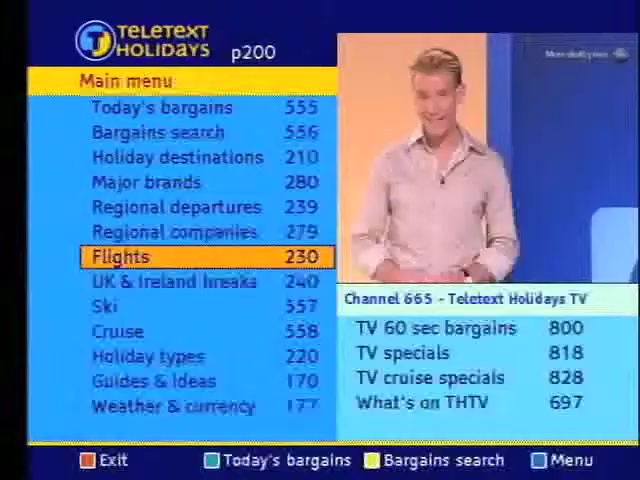 TELETEXT
HOLIDAYS
p200
Main menu
Today's bargains 555
Bargains search 556
Holiday destinations 210
Major brands 280
Regional departures 239
Regional companies 279
Flights 230
UK & Ireland breaks 240
Ski 557
Cruise 558
Holiday types 220
Guides & ideas 170
Weather & currency 177
Channel 665 - Teletext Holidays TV
TV 60 sec bargains 800
TV specials 818
TV cruise specials 828
What's on THTV 697
Exit
Today's bargains
Bargains search
Menu